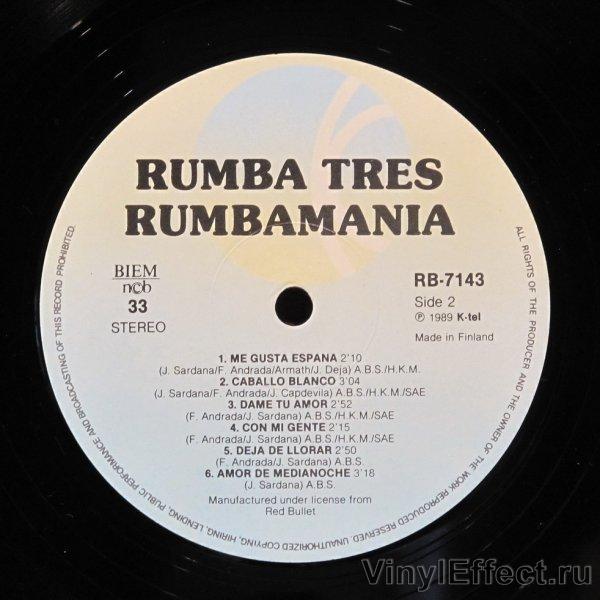 RUMBA TRES
RUMBAMANIA
BIEM
ncb
33
STEREO
RB-7143
Side 2
℗ 1989 K-tel
Made in Finland
1. ME GUSTA ESPANA 2'10
(J. Sardana/F. Andrada/Armath/J. Deja) A.B.S./H.K.M.
2. CABALLO BLANCO 3'04
(F. Andrada/J. Sardana/J. Capdevila) A.B.S./H.K.M./SAE
3. DAME TU AMOR 2'52
(F. Andrada/J. Sardana) A.B.S./H.K.M./SAE
4. CON MI GENTE 2'15
(F. Andrada/J. Sardana) A.B.S./H.K.M./SAE
5. DEJA DE LLORAR 2'50
(F. Andrada/J. Sardana) A.B.S.
6. AMOR DE MEDIANOCHE 3'18
(J. Sardana) A.B.S.
Manufactured under license from
Red Bullet
ALL RIGHTS OF THE PRODUCER AND THE OWNER OF THE WORK REPRODUCED RESERVED. UNAUTHORIZED COPYING, HIRING, LENDING, PUBLIC PERFORMANCE AND BROADCASTING OF THIS RECORD PROHIBITED.
VinylEffect.ru